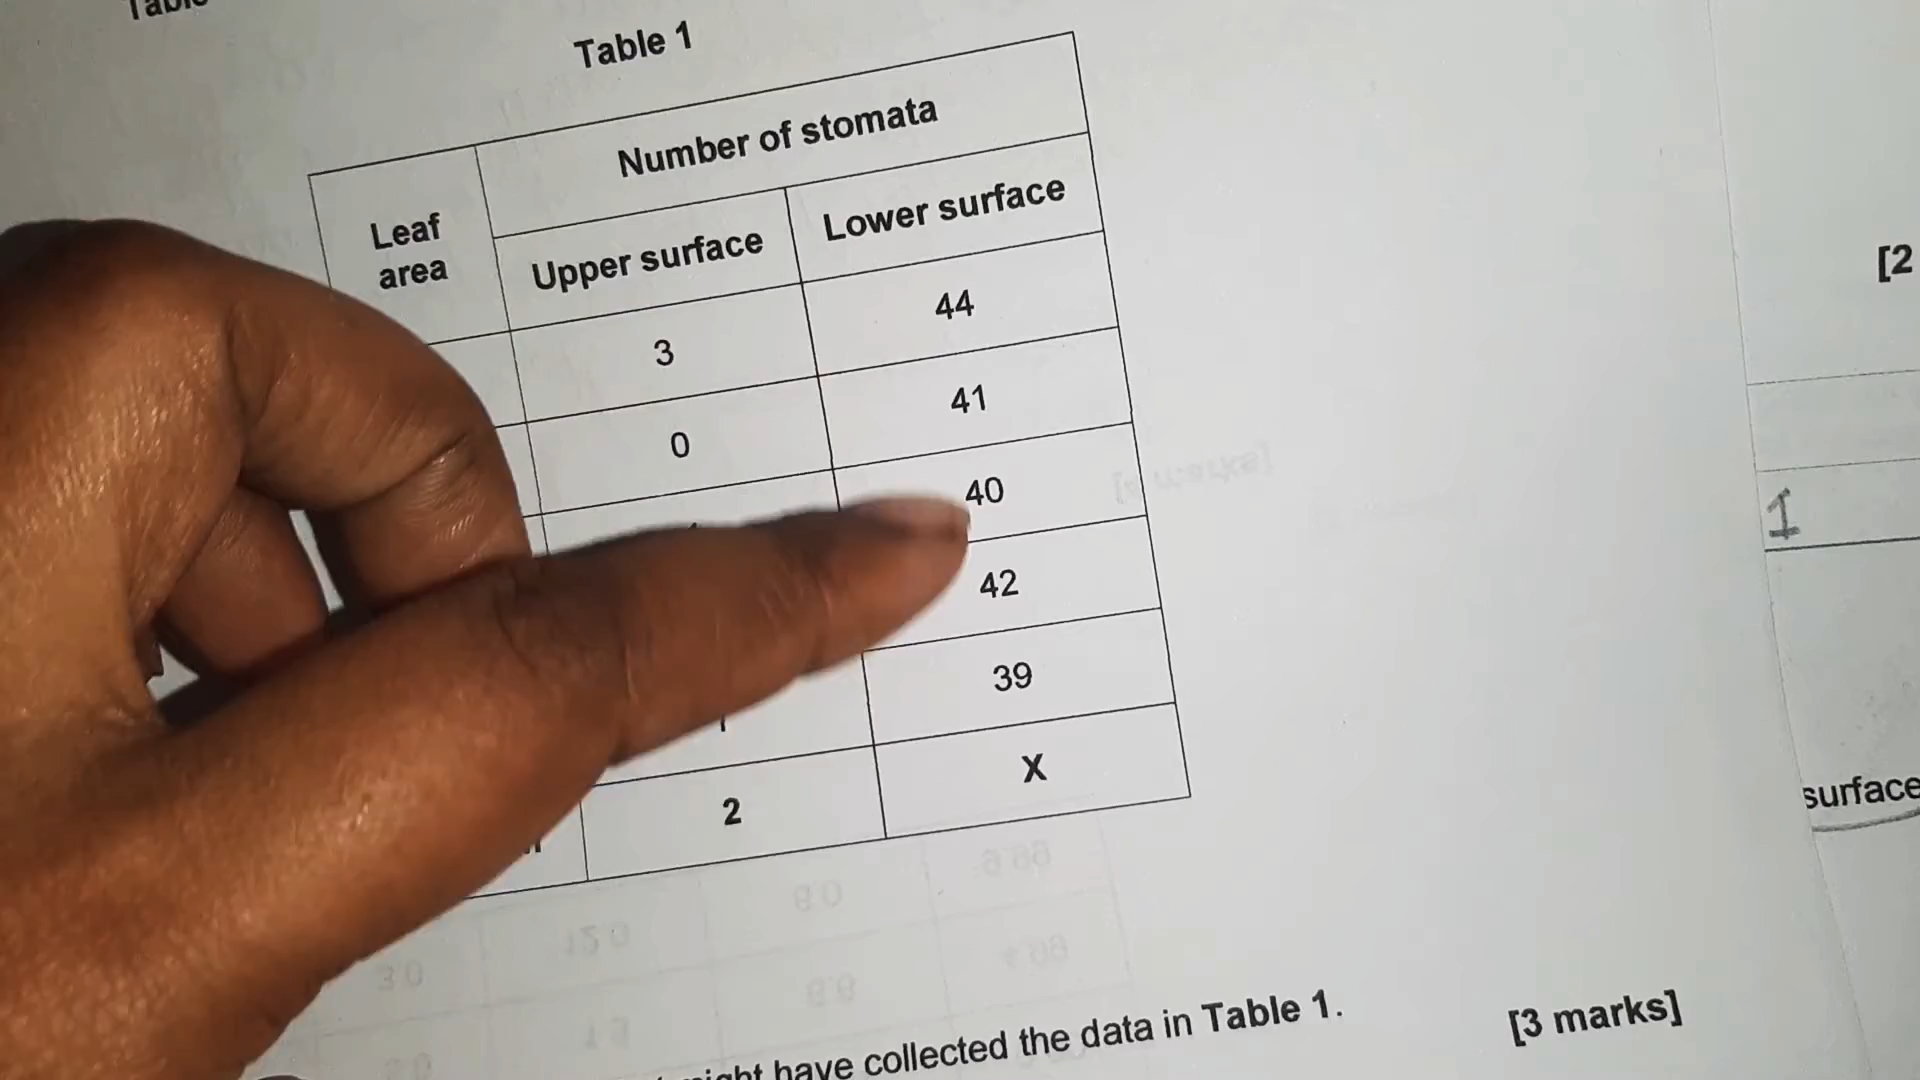 Table 1
Number of stomata
Leaf
area
Upper surface
Lower surface
3
44
0
41
40
42
39
2
X
have collected the data in Table 1.
[3 marks]
[2
1
surface